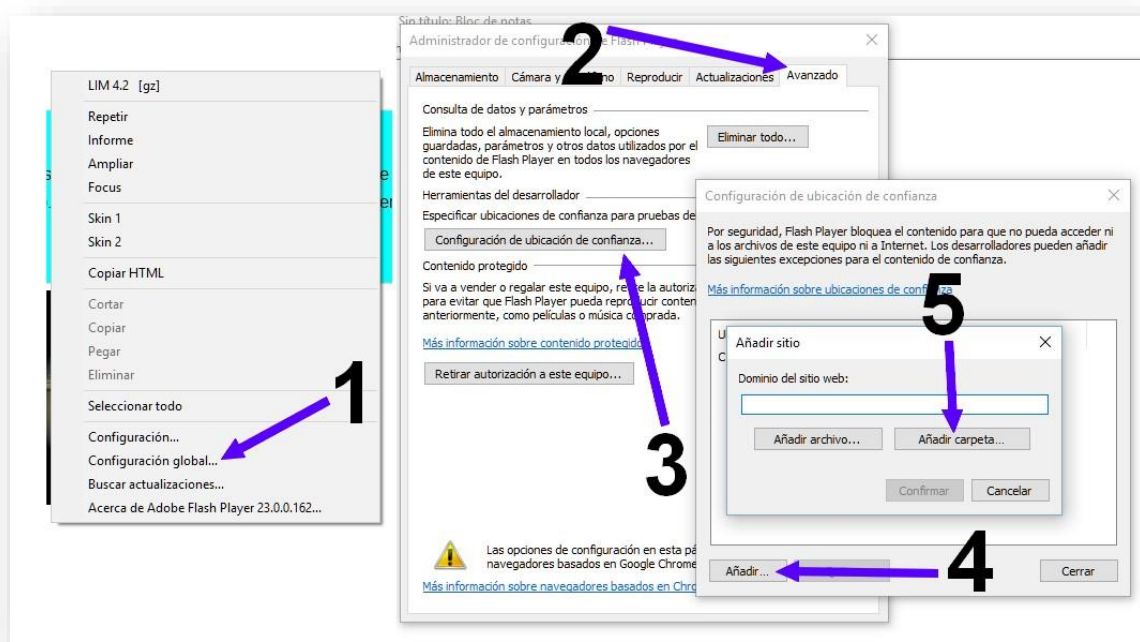 Sin título: Bloc de notas
LIM 4.2 [gz]
Repetir
Informe
Ampliar
Focus
Skin 1
Skin 2
Copiar HTML
Cortar
Copiar
Pegar
Eliminar
Seleccionar todo
Configuración...
Configuración global...
Buscar actualizaciones...
Acerca de Adobe Flash Player 23.0.0.162...
1
Administrador de configuración de Flash
2
Almacenamiento Cámara y Reproducir Actualizaciones Avanzado
Consulta de datos y parámetros
Elimina todo el almacenamiento local, opciones
guardadas, parámetros y otros datos utilizados por el
contenido de Flash Player en todos los navegadores
de este equipo.
Eliminar todo...
Herramientas del desarrollador
Especificar ubicaciones de confianza para pruebas de
Configuración de ubicación de confianza...
Contenido protegido
Si va a vender o regalar este equipo, la
para evitar que Flash Player pueda reproducir
anteriormente, como películas o música comprada.
Más información sobre contenido protegido
Retirar autorización a este equipo...
3
Las opciones de configuración en esta
navegadores basados en Google Chrome
Más información sobre navegadores basados en
Configuración de ubicación de confianza
Por seguridad, Flash Player bloquea el contenido para que no pueda acceder ni
a los archivos de este equipo ni a Internet. Los desarrolladores pueden añadir
las siguientes excepciones para el contenido de confianza.
Más información sobre ubicaciones de confianza
5
Añadir sitio
Dominio del sitio web:
Añadir archivo... Añadir carpeta...
Confirmar Cancelar
Añadir... 4 Cerrar